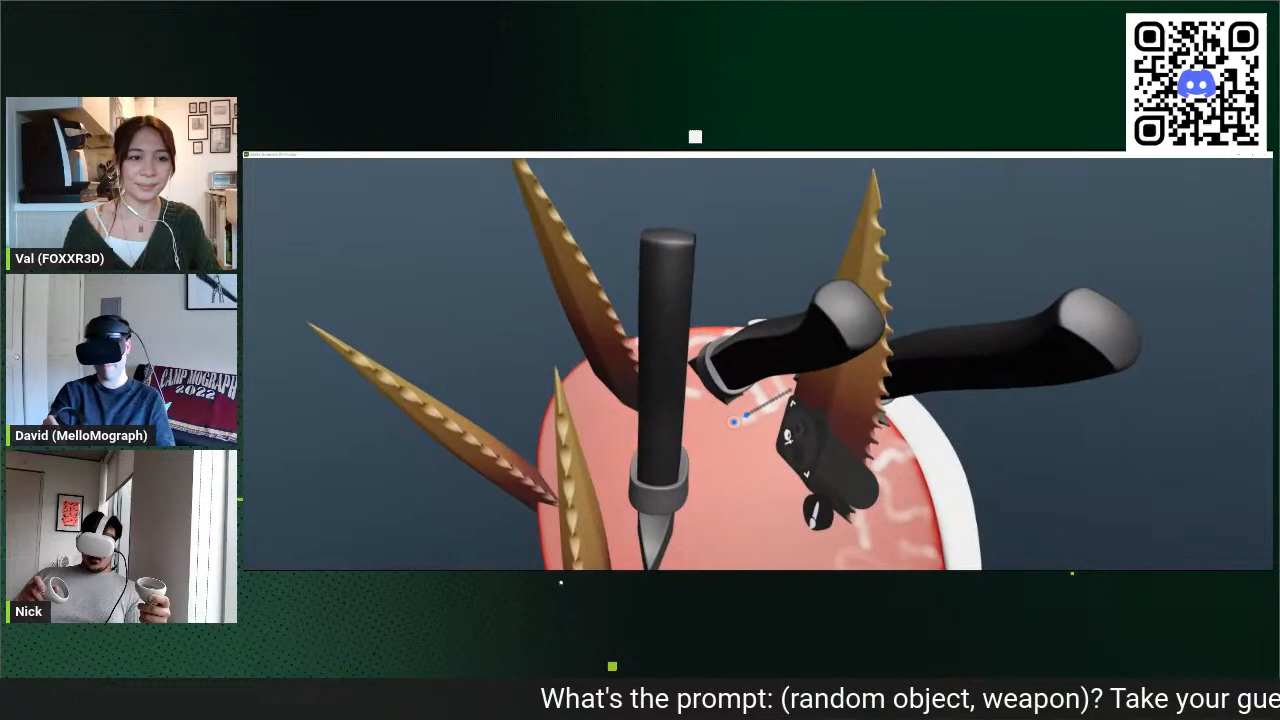 Val (FOXXR3D)
CAMP MOGRAPH
2022
David (MelloMograph)
Nick
What's the prompt: (random object, weapon)? Take your gue